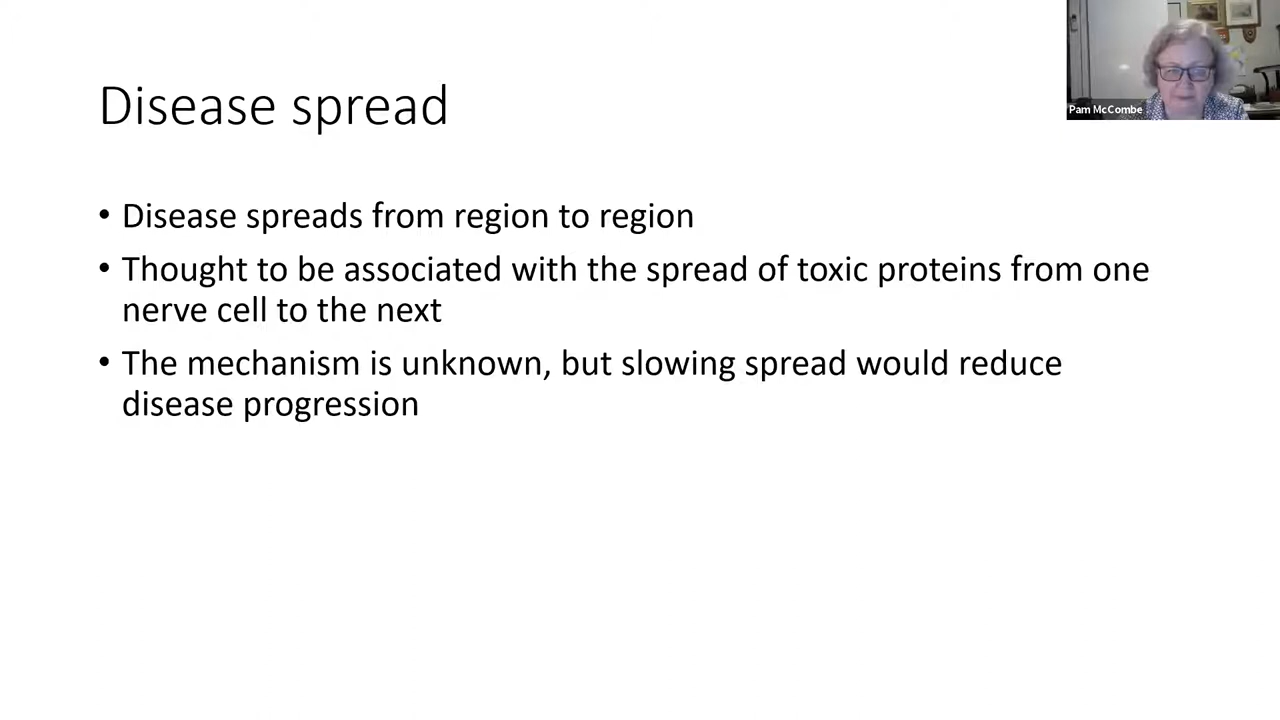 Pam McCombe
Disease spread
• Disease spreads from region to region
• Thought to be associated with the spread of toxic proteins from one
nerve cell to the next
• The mechanism is unknown, but slowing spread would reduce
disease progression